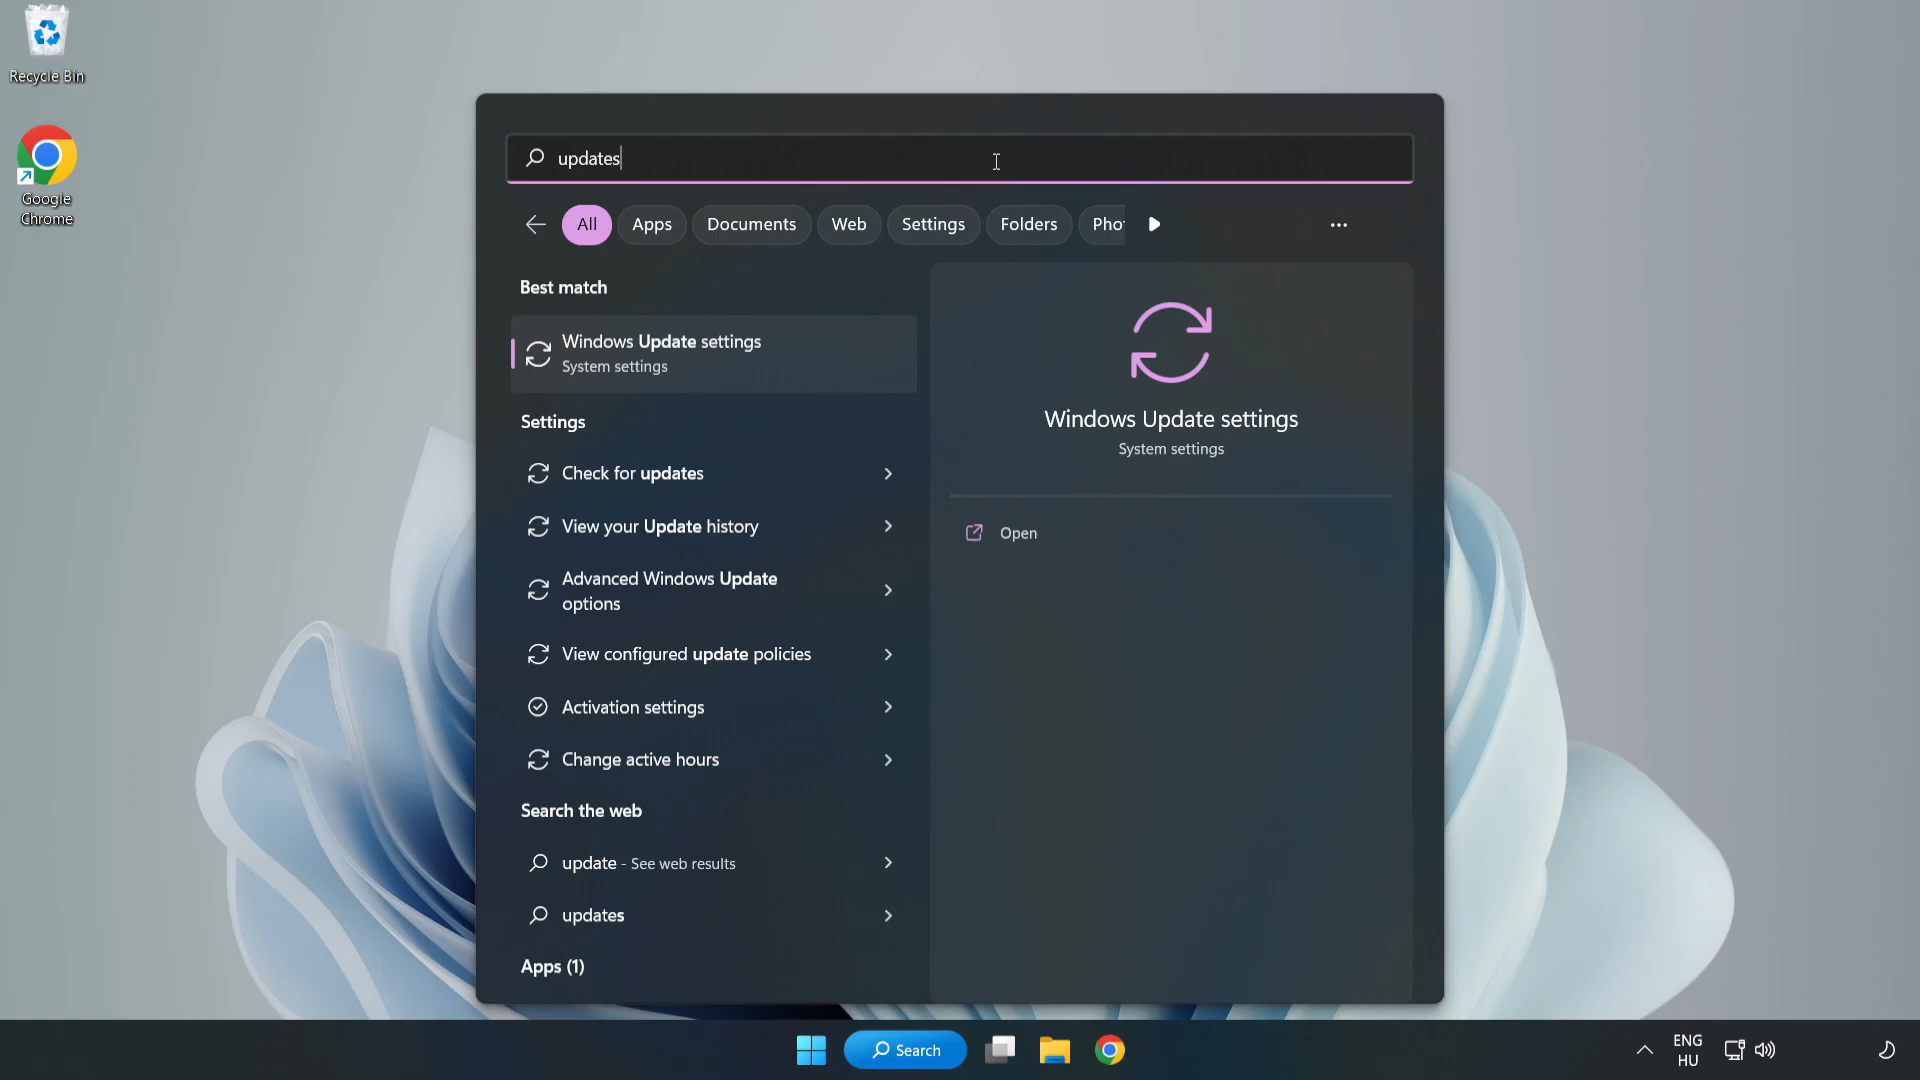 Recycle Bin
Google
Chrome
updates
All
Apps
Documents
Web
Settings
Folders
Pho
Best match
Windows Update settings
System settings
Settings
Check for updates
View your Update history
Advanced Windows Update
options
View configured update policies
Activation settings
Change active hours
Search the web
update - See web results
updates
Apps (1)
Windows Update settings
System settings
Open
Search
ENG
HU